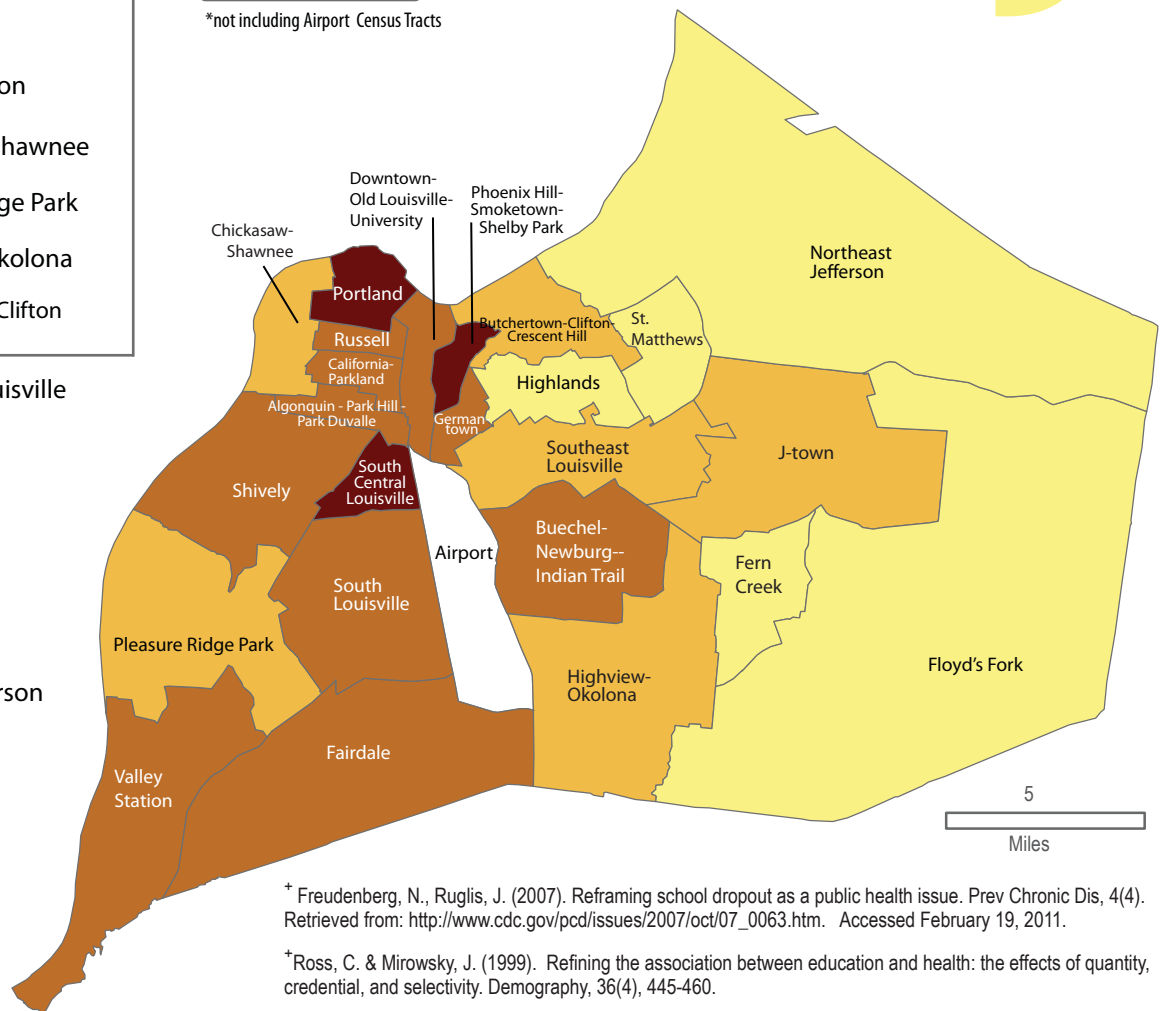 *not including Airport Census Tracts
on
hawnee
ge Park
kolona
Clifton
uisville
rson
Downtown-
Old Louisville-
University
Phoenix Hill-
Smoketown-
Shelby Park
Chickasaw-
Shawnee
Northeast
Jefferson
Portland
Butchertown-Clifton-
Crescent Hill
St.
Matthews
Russell
California-
Parkland
Highlands
Algonquin - Park Hill -
Park Duvalle
German
town
Southeast
Louisville
J-town
South
Central
Louisville
Shively
Buechel-
Newburg--
Indian Trail
Airport
Fern
Creek
South
Louisville
Pleasure Ridge Park
Floyd's Fork
Highview-
Okolona
Fairdale
Valley
Station
5
Miles
+ Freudenberg, N., Ruglis, J. (2007). Reframing school dropout as a public health issue. Prev Chronic Dis, 4(4).
Retrieved from: http://www.cdc.gov/pcd/issues/2007/oct/07_0063.htm. Accessed February 19, 2011.
+Ross, C. & Mirowsky, J. (1999). Refining the association between education and health: the effects of quantity,
credential, and selectivity. Demography, 36(4), 445-460.